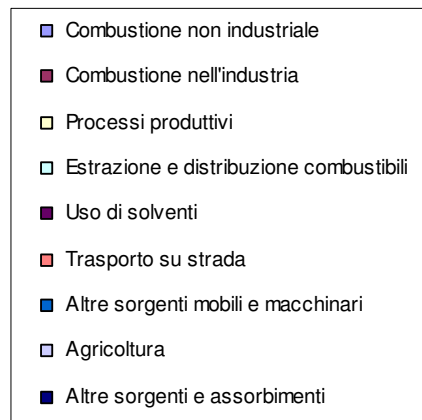 Combustione non industriale
Combustione nell'industria
Processi produttivi
Estrazione e distribuzione combustibili
Uso di solventi
Trasporto su strada
Altre sorgenti mobili e macchinari
Agricoltura
Altre sorgenti e assorbimenti